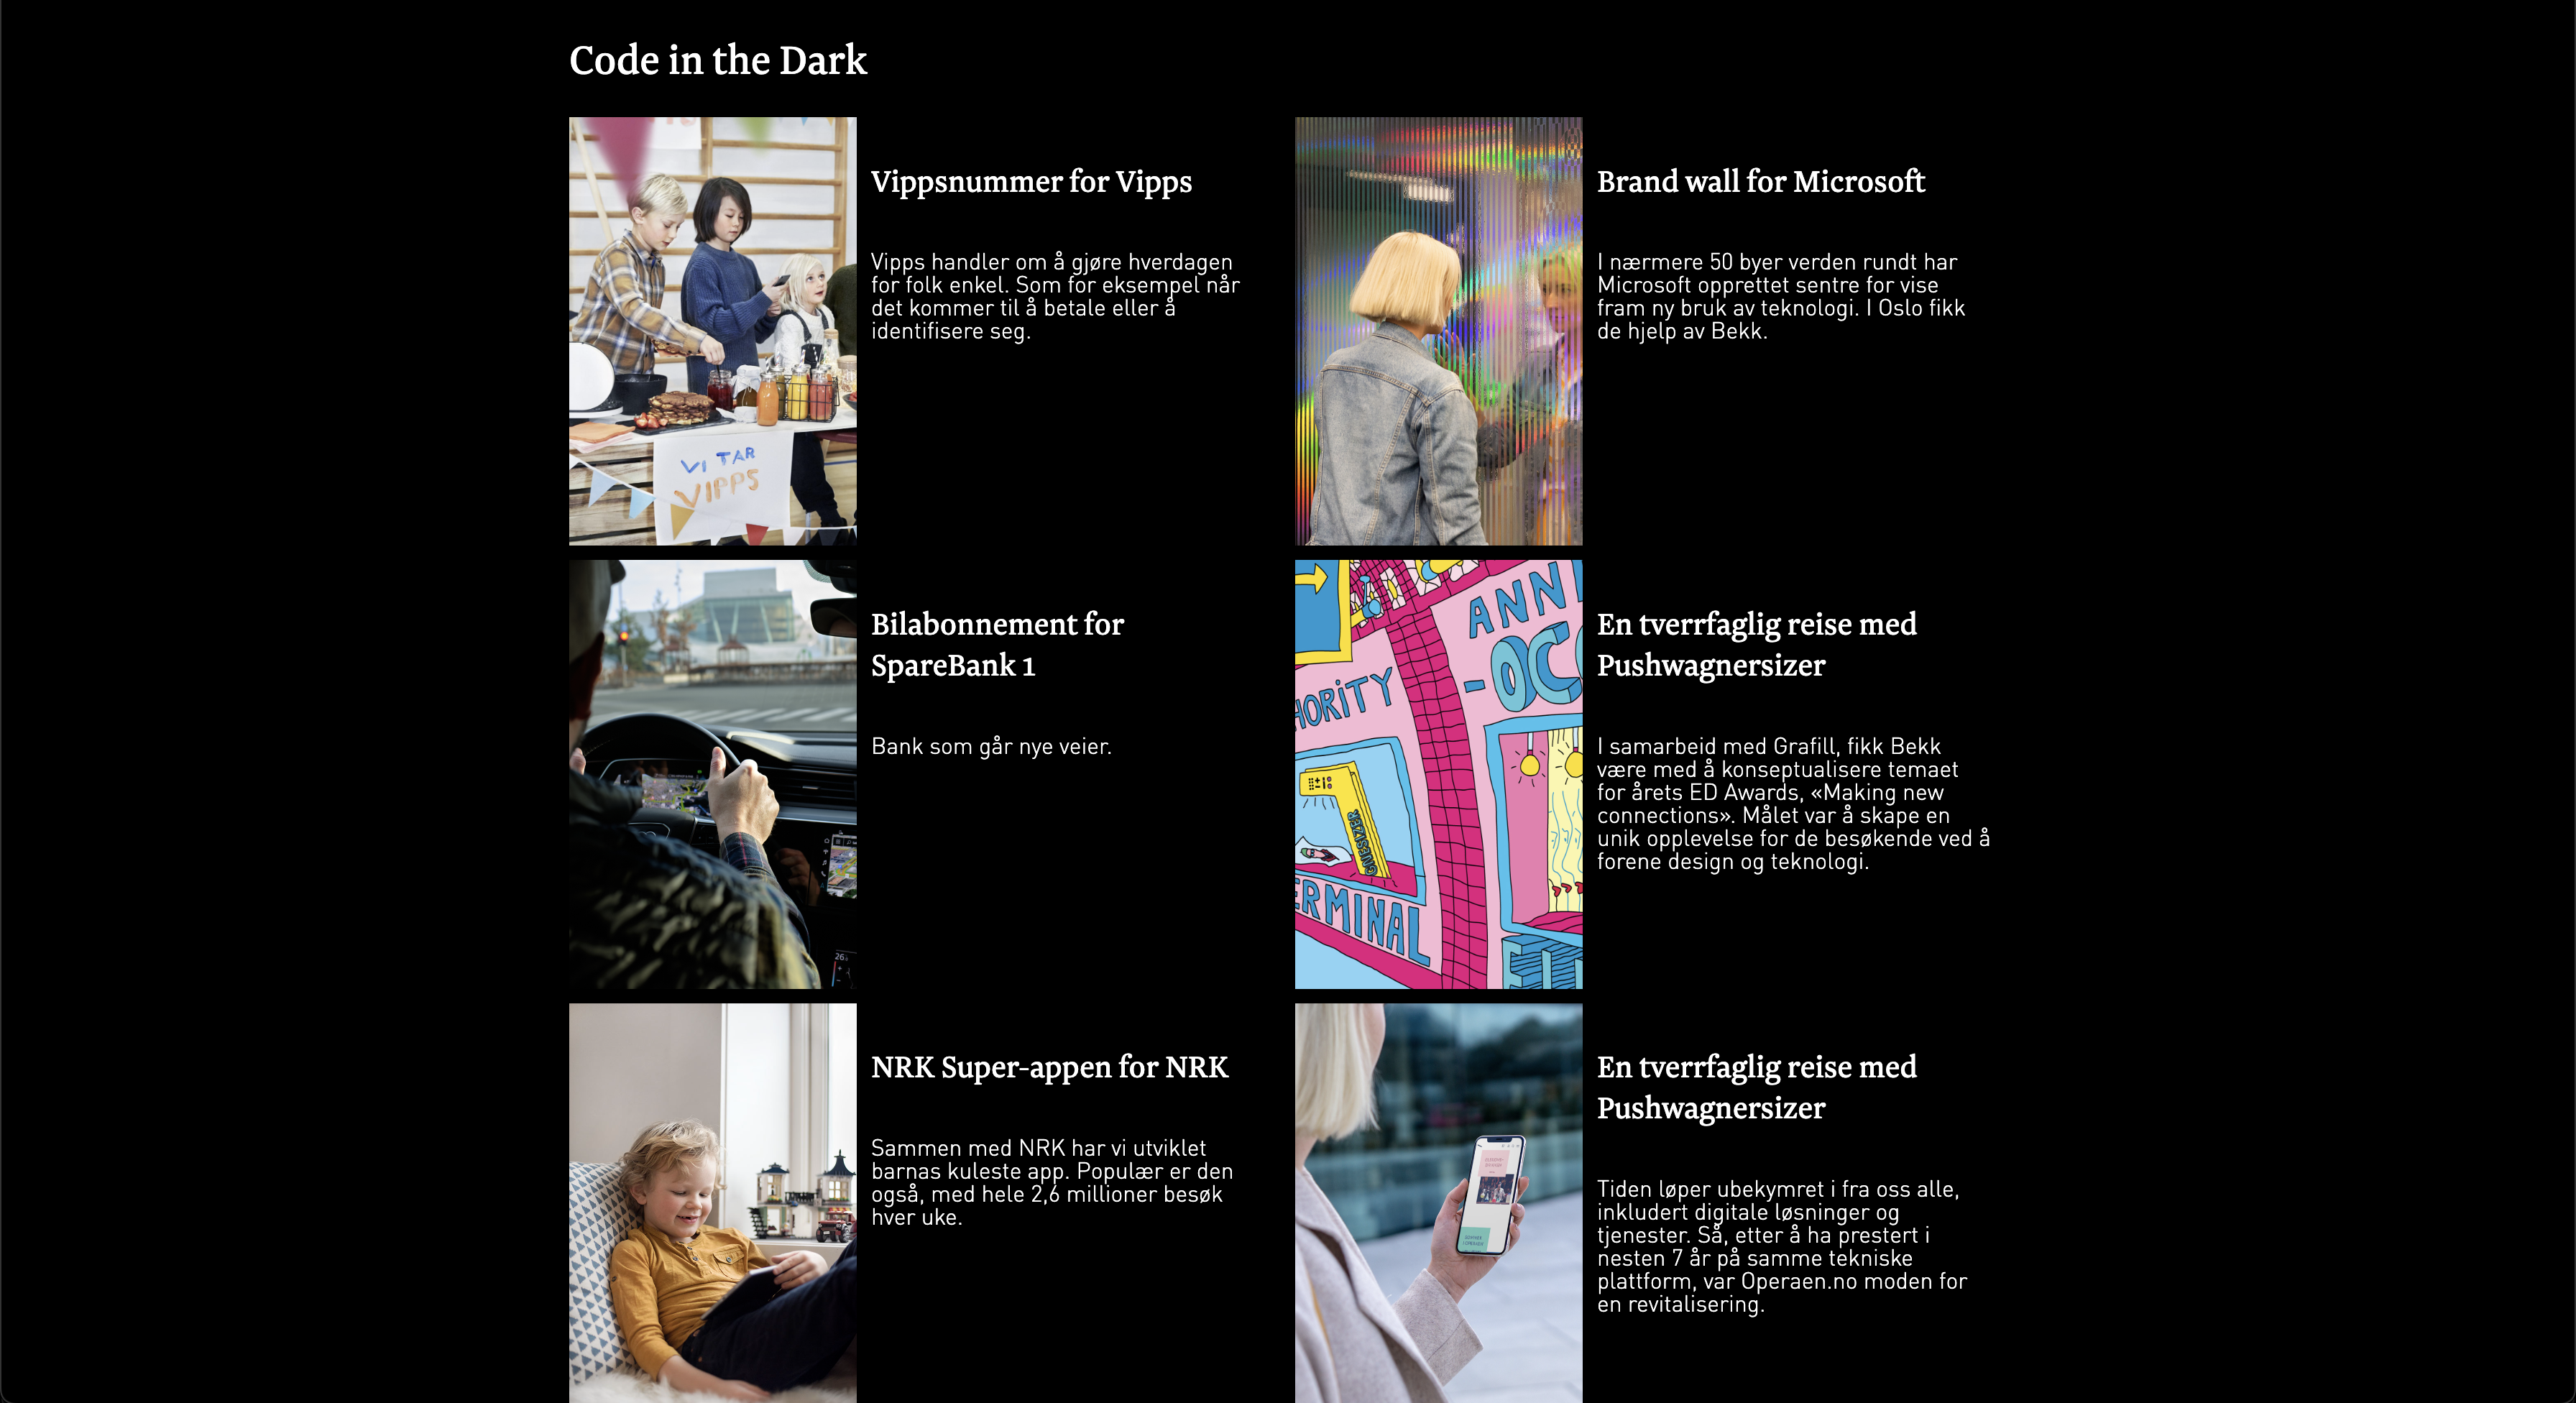 Code in the Dark
Vippsnummer for Vipps
Vipps handler om å gjøre hverdagen
for folk enkel. Som for eksempel når
det kommer til å betale eller å
identifisere seg.
VI TAR
VIPPS
Brand wall for Microsoft
I nærmere 50 byer verden rundt har
Microsoft opprettet sentre for vise
fram ny bruk av teknologi. I Oslo fikk
de hjelp av Bekk.
Bilabonnement for
SpareBank 1
Bank som går nye veier.
26
En tverrfaglig reise med
Pushwagnersizer
I samarbeid med Grafill, fikk Bekk
være med å konseptualisere temaet
for årets ED Awards, «Making new
connections». Målet var å skape en
unik opplevelse for de besøkende ved å
forene design og teknologi.
ANNI
-OCC
HORiTY
ERMINAL
NRK Super-appen for NRK
Sammen med NRK har vi utviklet
barnas kuleste app. Populær er den
også, med hele 2,6 millioner besøk
hver uke.
En tverrfaglig reise med
Pushwagnersizer
Tiden løper ubekymret i fra oss alle,
inkludert digitale løsninger og
tjenester. Så, etter å ha prestert i
nesten 7 år på samme tekniske
plattform, var Operaen.no moden for
en revitalisering.